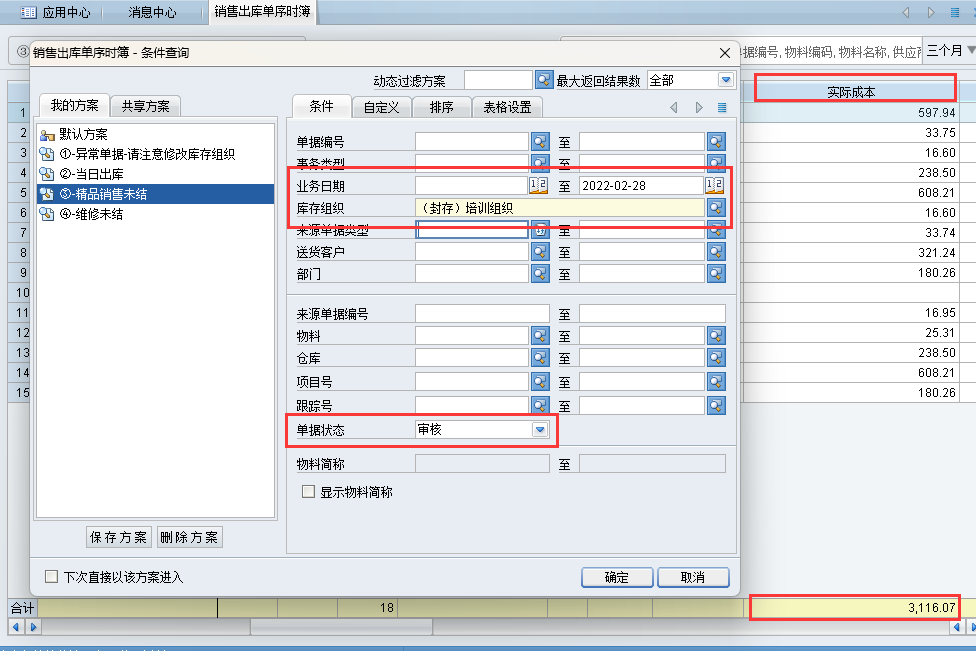 应用中心 消息中心 销售出库单序时簿
销售出库单序时簿 - 条件查询
据编号, 物料编码, 物料名称, 供应商 三个月
动态过滤方案 最大返回结果数 全部
我的方案 共享方案
条件 自定义 排序 表格设置
默认方案
①-异常单据-请注意修改库存组织
②-当日出库
③-精品销售未结
④-维修未结
单据编号 至
事务类型 至
业务日期 至 2022-02-28
库存组织 （封存）培训组织
来源单据类型 至
送货客户 至
部门 至
来源单据编号 至
物料 至
仓库 至
项目号 至
跟踪号 至
单据状态 审核
物料简称 至
显示物料简称
保存方案 删除方案
下次直接以该方案进入
确定 取消
实际成本
1 597.94
2 33.75
3 16.60
4 238.50
5 608.21
6 16.60
7 33.74
8 321.24
9 180.26
10
11 16.95
12 25.31
13 238.50
14 608.21
15 180.26
合计 18 3,116.07